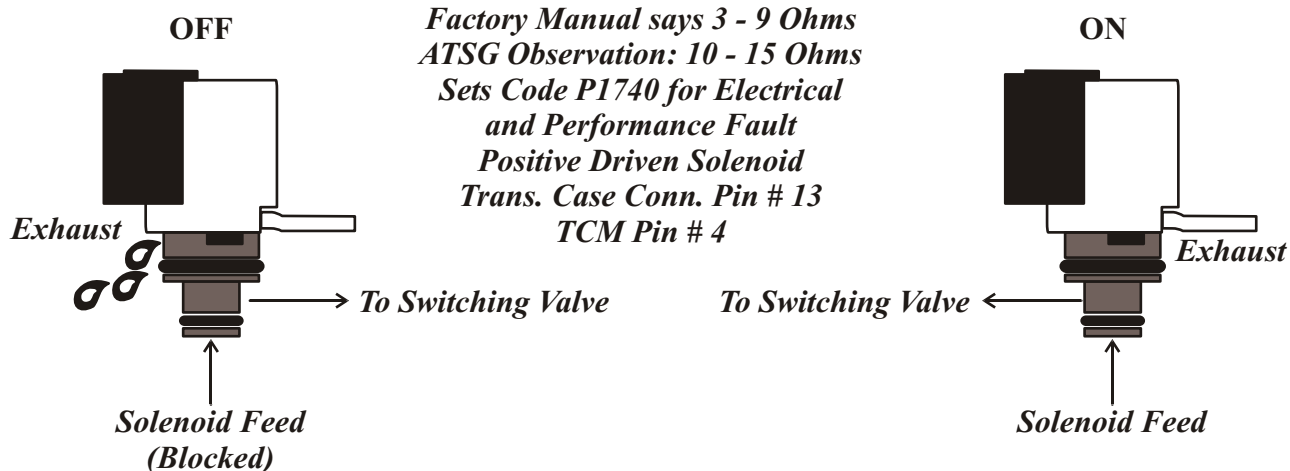 OFF
Factory Manual says 3 - 9 Ohms
ATSG Observation: 10 - 15 Ohms
Sets Code P1740 for Electrical
and Performance Fault
Positive Driven Solenoid
Trans. Case Conn. Pin # 13
TCM Pin # 4
ON
Exhaust
To Switching Valve
Solenoid Feed
(Blocked)
Exhaust
To Switching Valve
Solenoid Feed